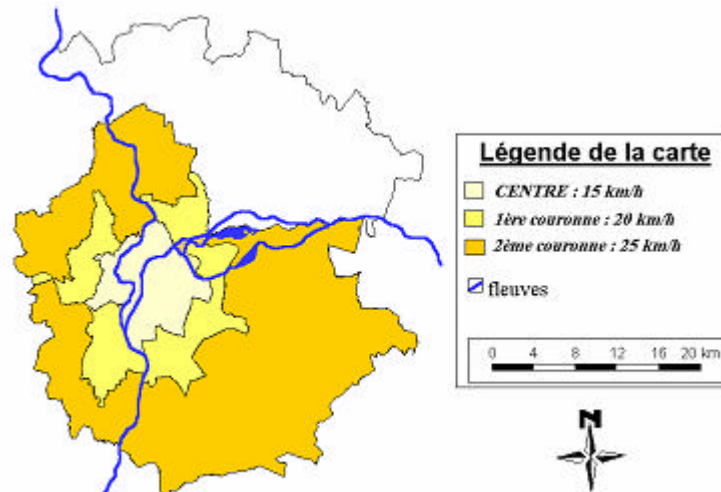 Légende de la carte
CENTRE : 15 km/h
1ère couronne : 20 km/h
2ème couronne : 25 km/h
fleuves
0 4 8 12 16 20 km
N